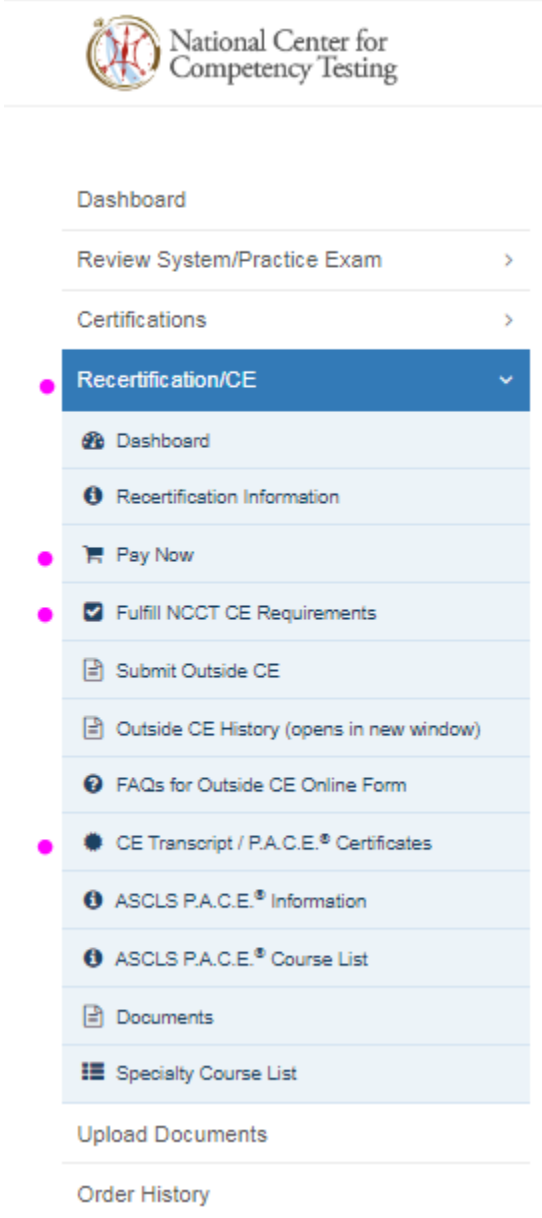 National Center for
Competency Testing
Dashboard
Review System/Practice Exam
Certifications
Recertification/CE
Dashboard
Recertification Information
Pay Now
Fulfill NCCT CE Requirements
Submit Outside CE
Outside CE History (opens in new window)
FAQs for Outside CE Online Form
CE Transcript / P.A.C.E.® Certificates
ASCLS P.A.C.E.® Information
ASCLS P.A.C.E.® Course List
Documents
Specialty Course List
Upload Documents
Order History